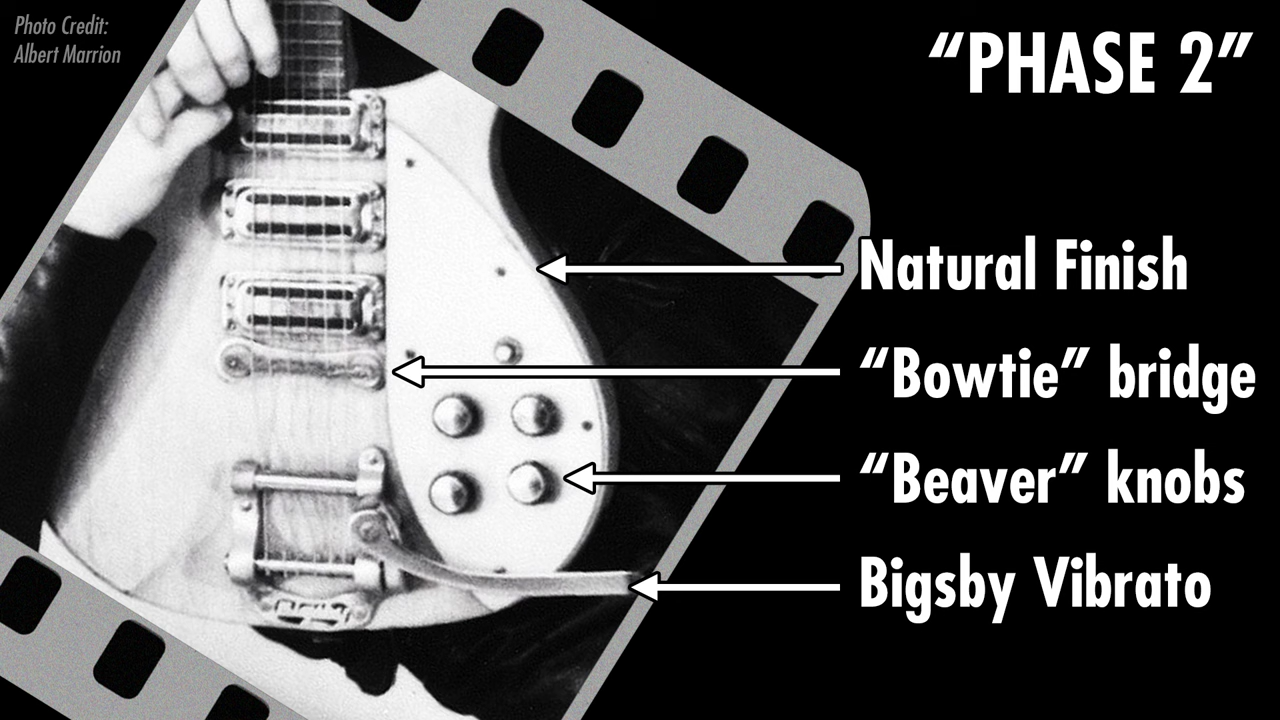 Photo Credit:
Albert Marrion
“PHASE 2”
Natural Finish
“Bowtie” bridge
“Beaver” knobs
Bigsby Vibrato